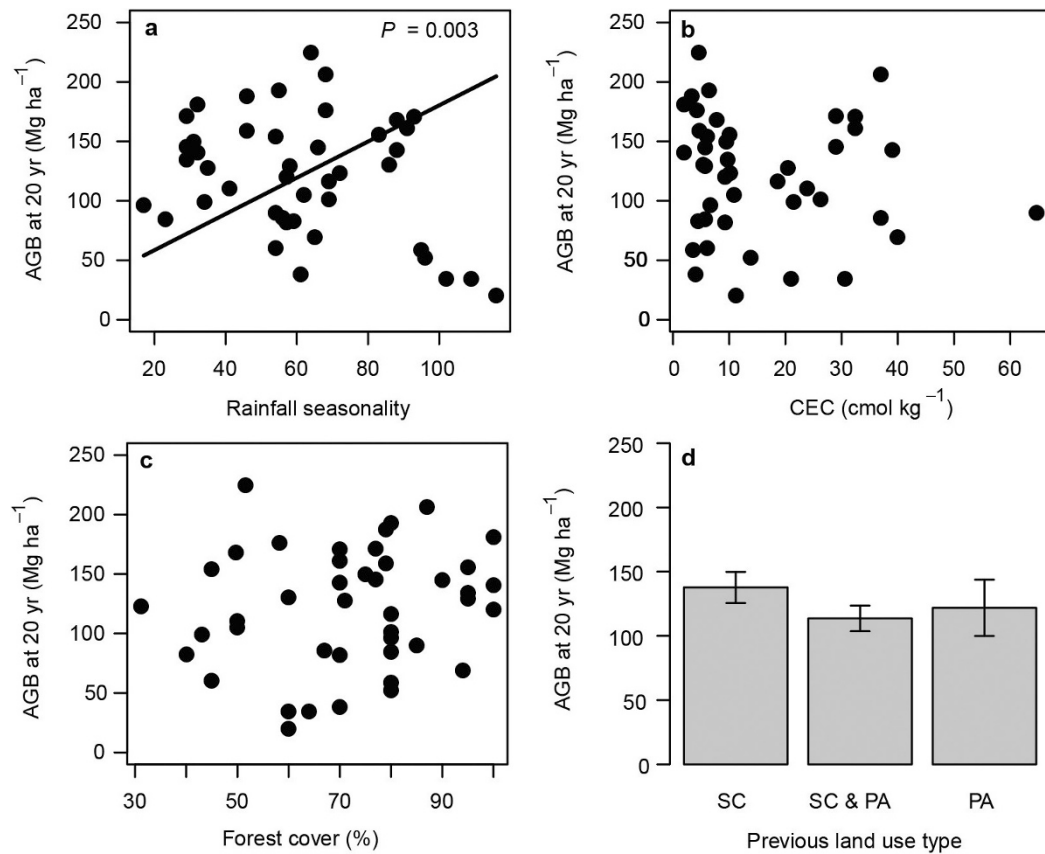 a
P = 0.003
AGB at 20 yr (Mg ha⁻¹)
250
200
150
100
50
0
20 40 60 80 100
Rainfall seasonality
b
AGB at 20 yr (Mg ha⁻¹)
250
200
150
100
50
0
0 10 20 30 40 50 60
CEC (cmol kg⁻¹)
c
AGB at 20 yr (Mg ha⁻¹)
250
200
150
100
50
0
30 50 70 90
Forest cover (%)
d
AGB at 20 yr (Mg ha⁻¹)
250
200
150
100
50
0
SC SC & PA PA
Previous land use type